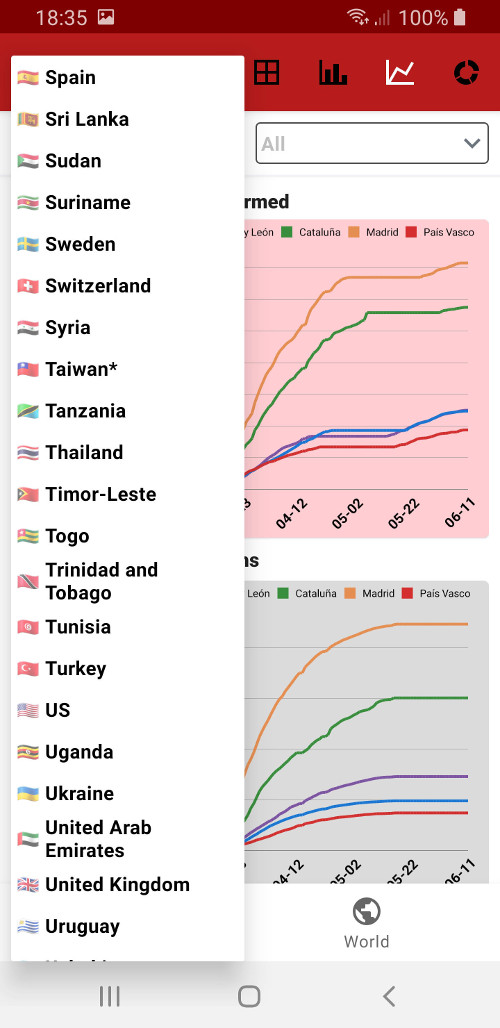 18:35
100%
Spain
Sri Lanka
Sudan
Suriname
Sweden
Switzerland
Syria
Taiwan*
Tanzania
Thailand
Timor-Leste
Togo
Trinidad and
Tobago
Tunisia
Turkey
US
Uganda
Ukraine
United Arab
Emirates
United Kingdom
Uruguay
All
rmed
y León Cataluña Madrid País Vasco
04-12 05-02 05-22 06-11
ns
León Cataluña Madrid País Vasco
04-12 05-02 05-22 06-11
World